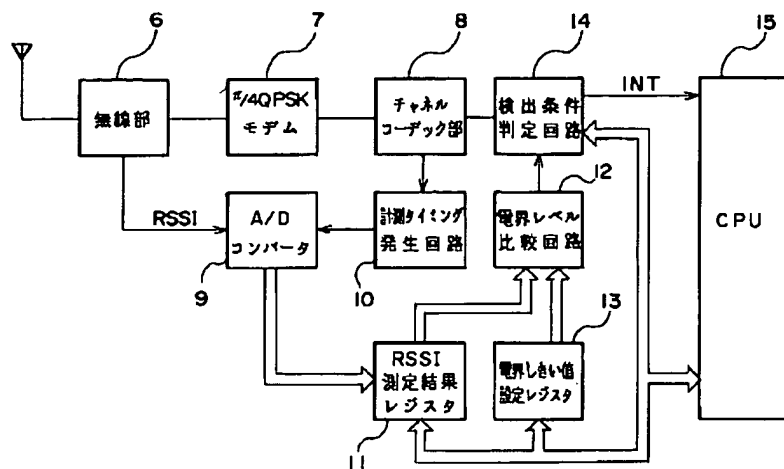 6
7
8
14
15
無線部
π/4QPSK
モデム
チャネル
コーデック部
検出条件
判定回路
INT
CPU
RSSI
A/D
コンバータ
9
計測タイミング
発生回路
10
電界レベル
比較回路
12
RSSI
測定結果
レジスタ
11
電界しきい値
設定レジスタ
13